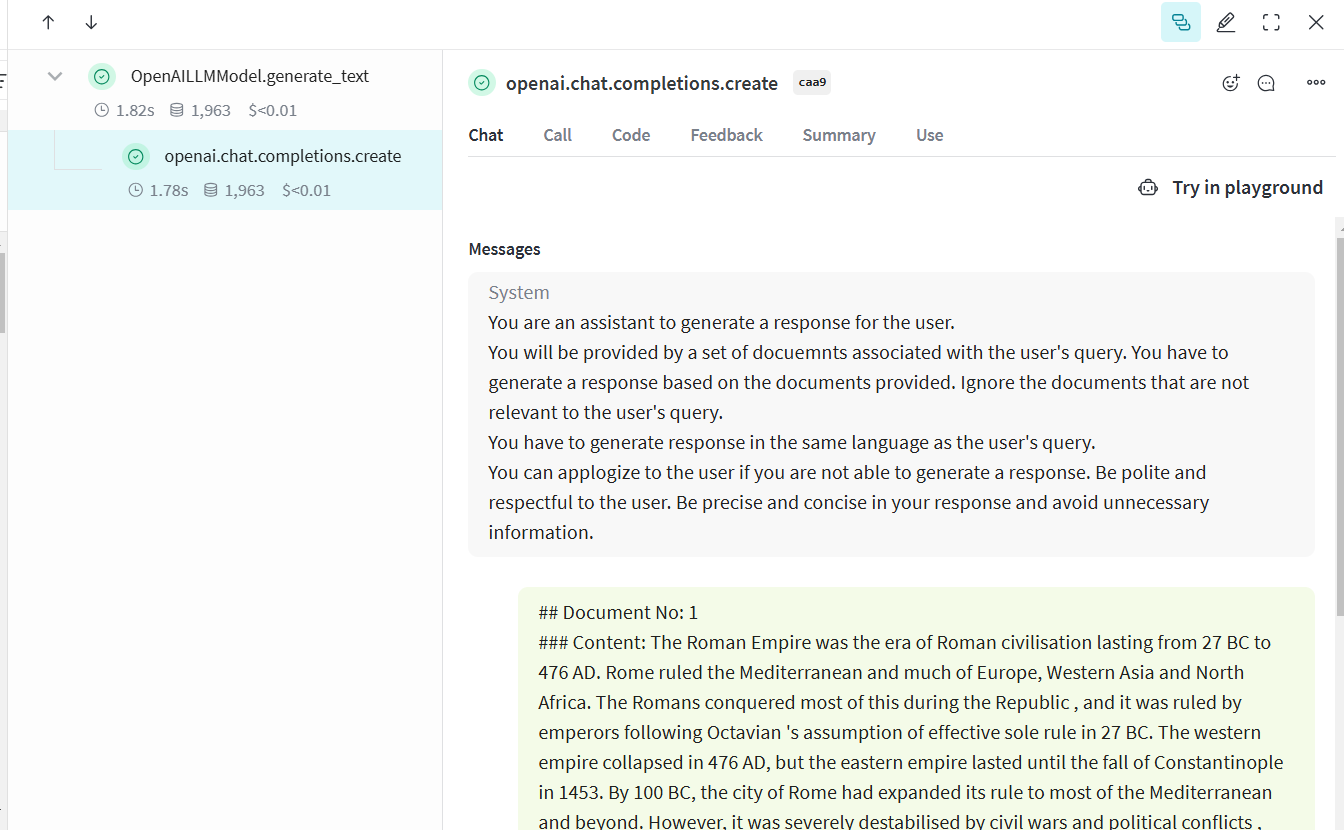 OpenAILLMModel.generate_text
1.82s 1,963 $<0.01
openai.chat.completions.create
1.78s 1,963 $<0.01
openai.chat.completions.create caa9
Chat Call Code Feedback Summary Use
Try in playground
Messages
System
You are an assistant to generate a response for the user.
You will be provided by a set of docuemnts associated with the user's query. You have to
generate a response based on the documents provided. Ignore the documents that are not
relevant to the user's query.
You have to generate response in the same language as the user's query.
You can applogize to the user if you are not able to generate a response. Be polite and
respectful to the user. Be precise and concise in your response and avoid unnecessary
information.
## Document No: 1
### Content: The Roman Empire was the era of Roman civilisation lasting from 27 BC to
476 AD. Rome ruled the Mediterranean and much of Europe, Western Asia and North
Africa. The Romans conquered most of this during the Republic , and it was ruled by
emperors following Octavian 's assumption of effective sole rule in 27 BC. The western
empire collapsed in 476 AD, but the eastern empire lasted until the fall of Constantinople
in 1453. By 100 BC, the city of Rome had expanded its rule to most of the Mediterranean
and beyond. However, it was severely destabilised by civil wars and political conflicts ,